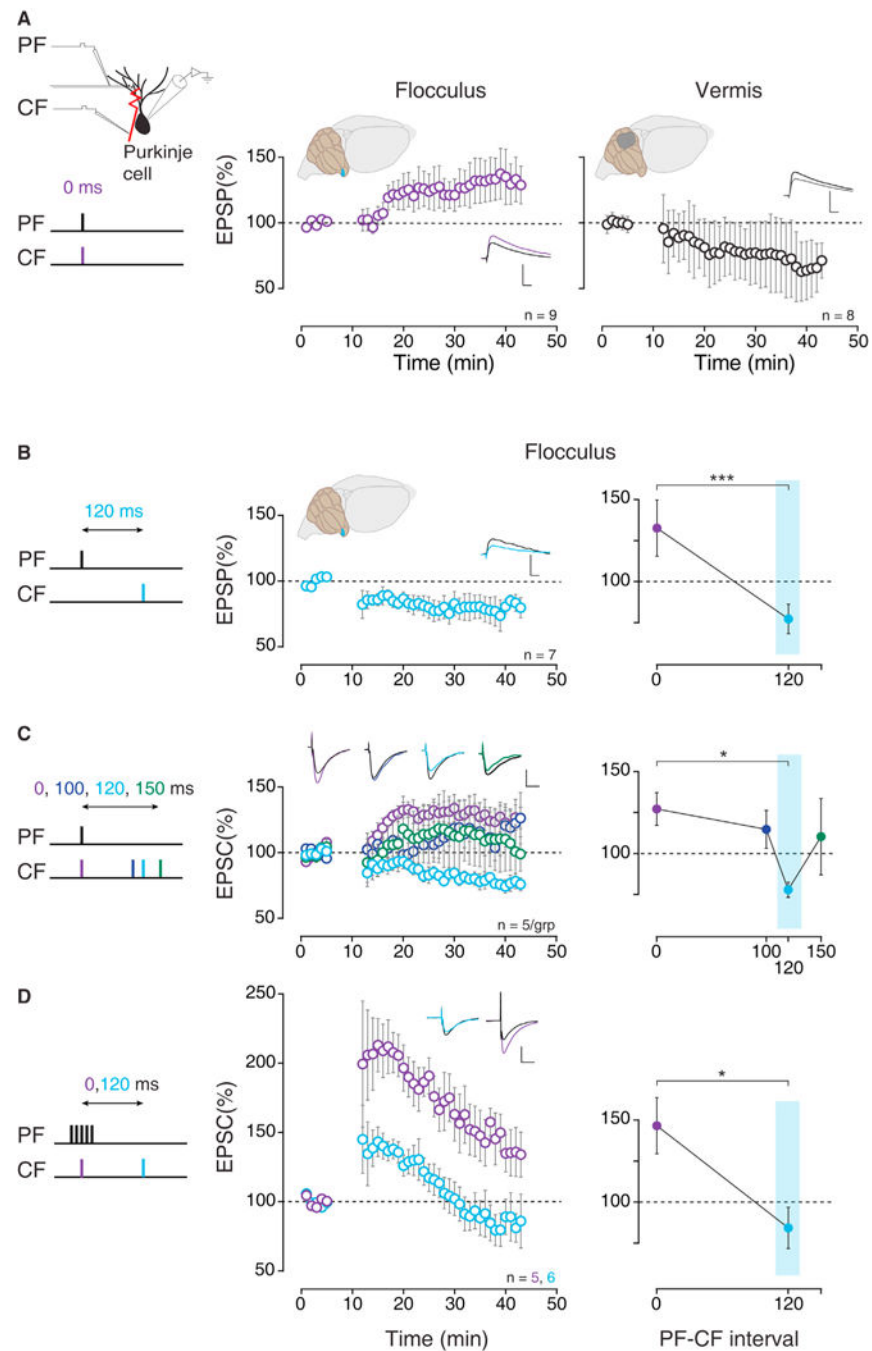 A
PF
CF
Purkinje
cell
0 ms
PF
CF
Flocculus
EPSP(%)
150
100
50
n = 9
0 10 20 30 40 50
Time (min)
Vermis
n = 8
0 10 20 30 40 50
Time (min)
B
Flocculus
120 ms
PF
CF
EPSP(%)
150
100
50
n = 7
0 10 20 30 40 50
***
150
100
0 120
C
0, 100, 120, 150 ms
PF
CF
EPSC(%)
150
100
50
n = 5/grp
0 10 20 30 40 50
*
150
100
0 100 150
120
D
0,120 ms
PF
CF
EPSC(%)
250
200
150
100
50
n = 5, 6
0 10 20 30 40 50
Time (min)
*
150
100
0 120
PF-CF interval